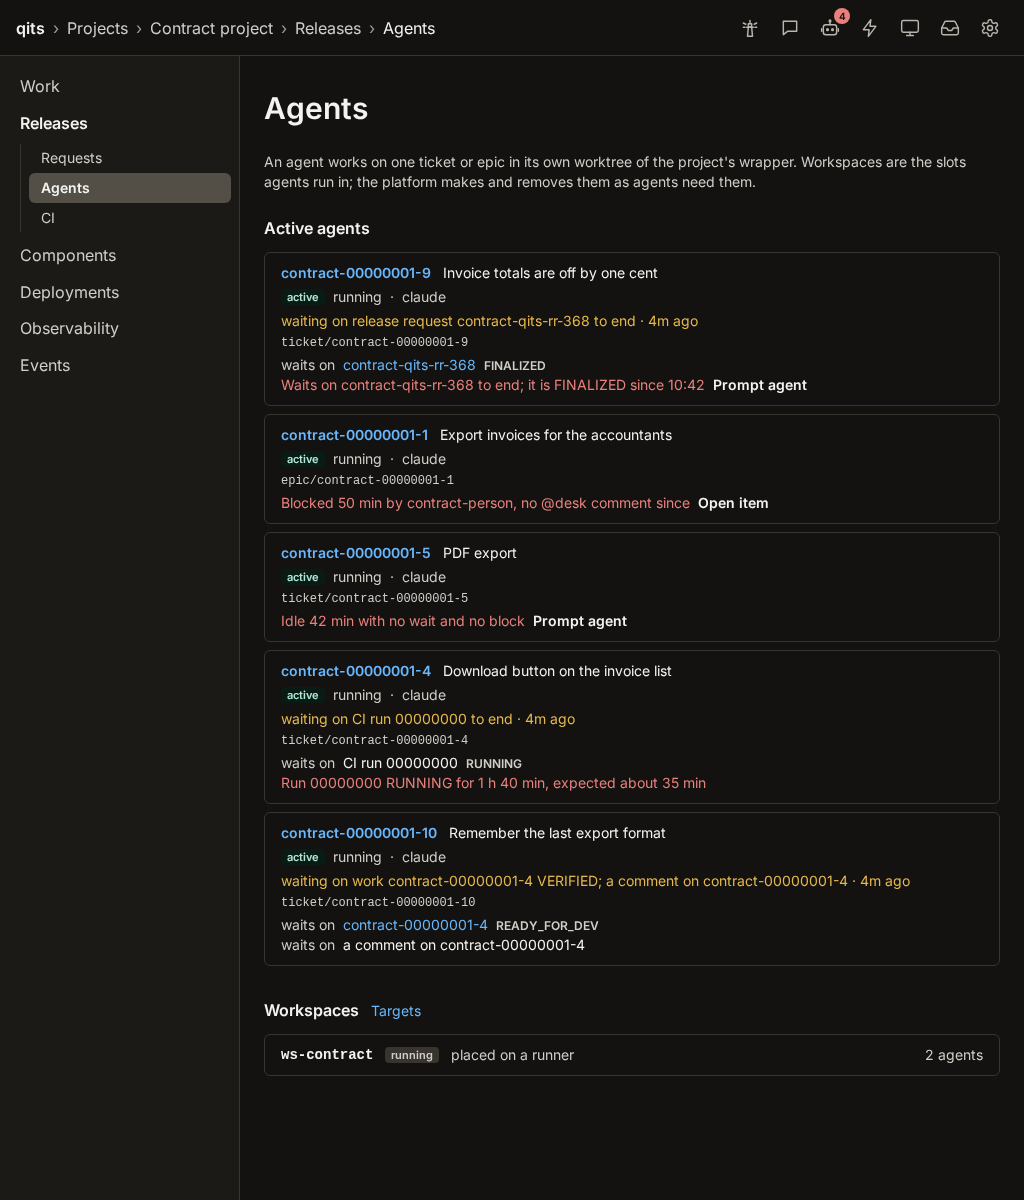 qits › Projects › Contract project › Releases › Agents
4
Work
Releases
Requests
Agents
CI
Components
Deployments
Observability
Events
Agents
An agent works on one ticket or epic in its own worktree of the project's wrapper. Workspaces are the slots
agents run in; the platform makes and removes them as agents need them.
Active agents
contract-00000001-9 Invoice totals are off by one cent
active running · claude
waiting on release request contract-qits-rr-368 to end · 4m ago
ticket/contract-00000001-9
waits on contract-qits-rr-368 FINALIZED
Waits on contract-qits-rr-368 to end; it is FINALIZED since 10:42 Prompt agent
contract-00000001-1 Export invoices for the accountants
active running · claude
epic/contract-00000001-1
Blocked 50 min by contract-person, no @desk comment since Open item
contract-00000001-5 PDF export
active running · claude
ticket/contract-00000001-5
Idle 42 min with no wait and no block Prompt agent
contract-00000001-4 Download button on the invoice list
active running · claude
waiting on CI run 00000000 to end · 4m ago
ticket/contract-00000001-4
waits on CI run 00000000 RUNNING
Run 00000000 RUNNING for 1 h 40 min, expected about 35 min
contract-00000001-10 Remember the last export format
active running · claude
waiting on work contract-00000001-4 VERIFIED; a comment on contract-00000001-4 · 4m ago
ticket/contract-00000001-10
waits on contract-00000001-4 READY_FOR_DEV
waits on a comment on contract-00000001-4
Workspaces Targets
ws-contract running placed on a runner 2 agents